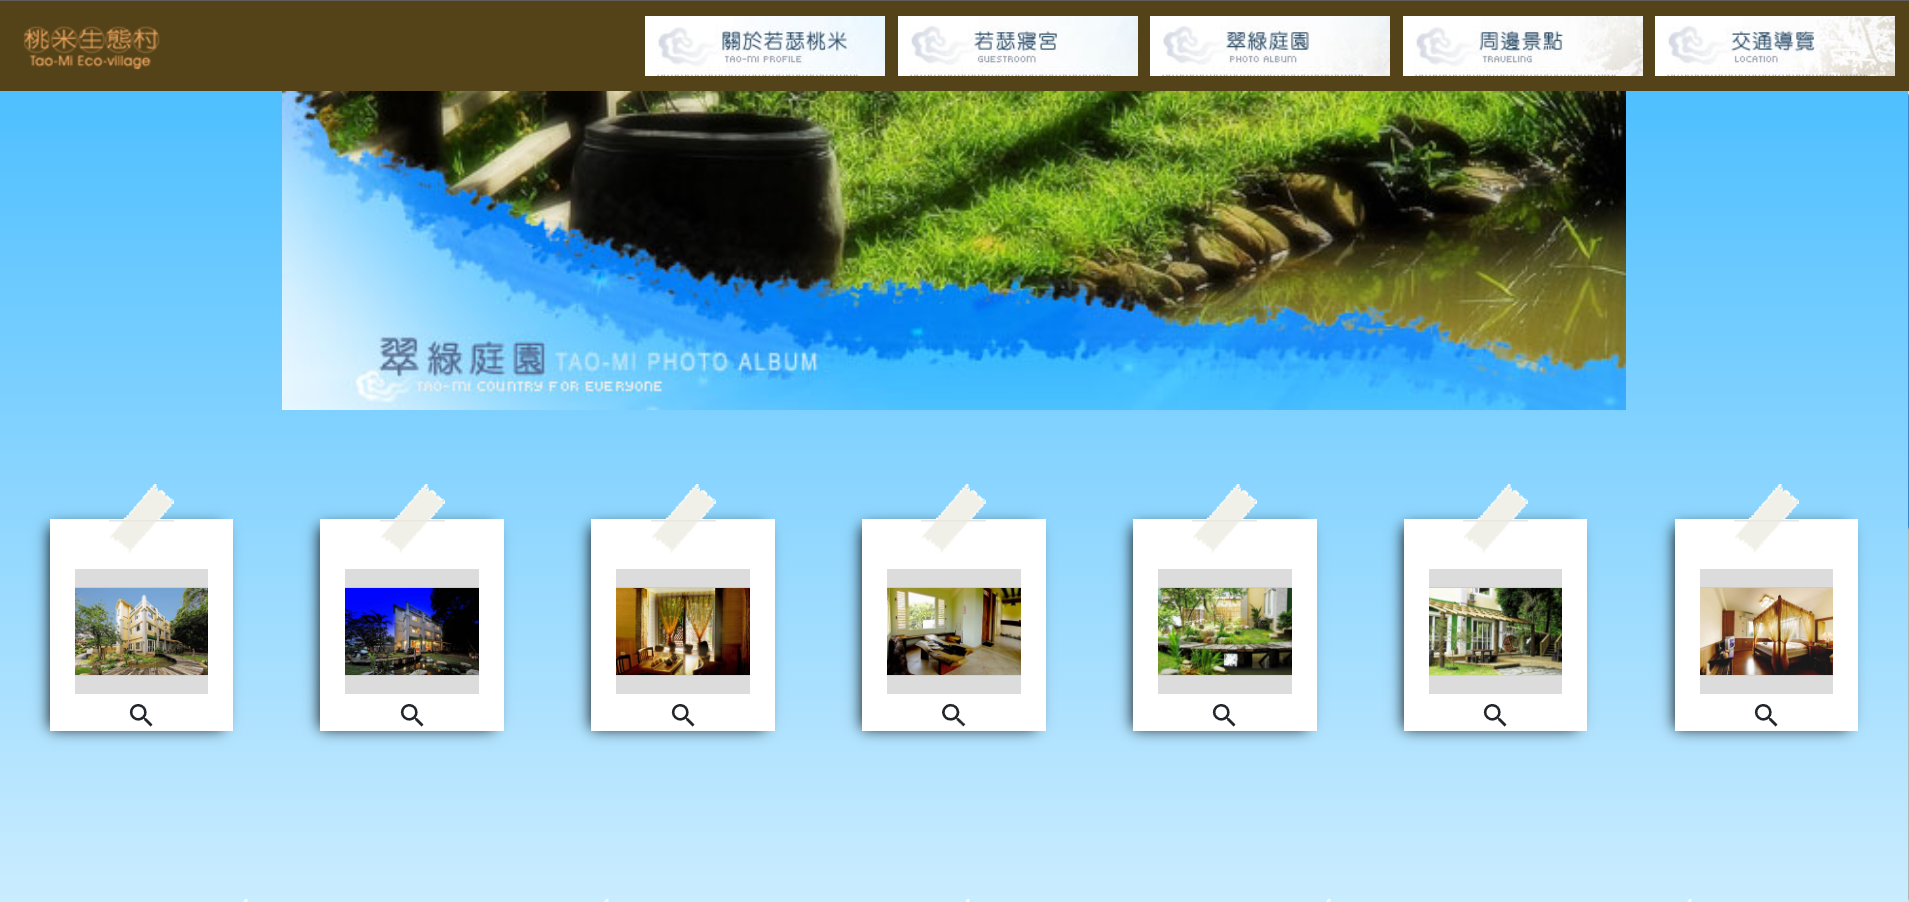 桃米生態村
Tao-Mi Eco-village
關於若瑟桃米
TAO-MI PROFILE
若瑟寢宮
GUESTROOM
翠綠庭園
PHOTO ALBUM
周邊景點
TRAVELING
交通導覽
LOCATION
翠綠庭園 TAO-MI PHOTO ALBUM
TAO-MI COUNTRY FOR EVERYONE